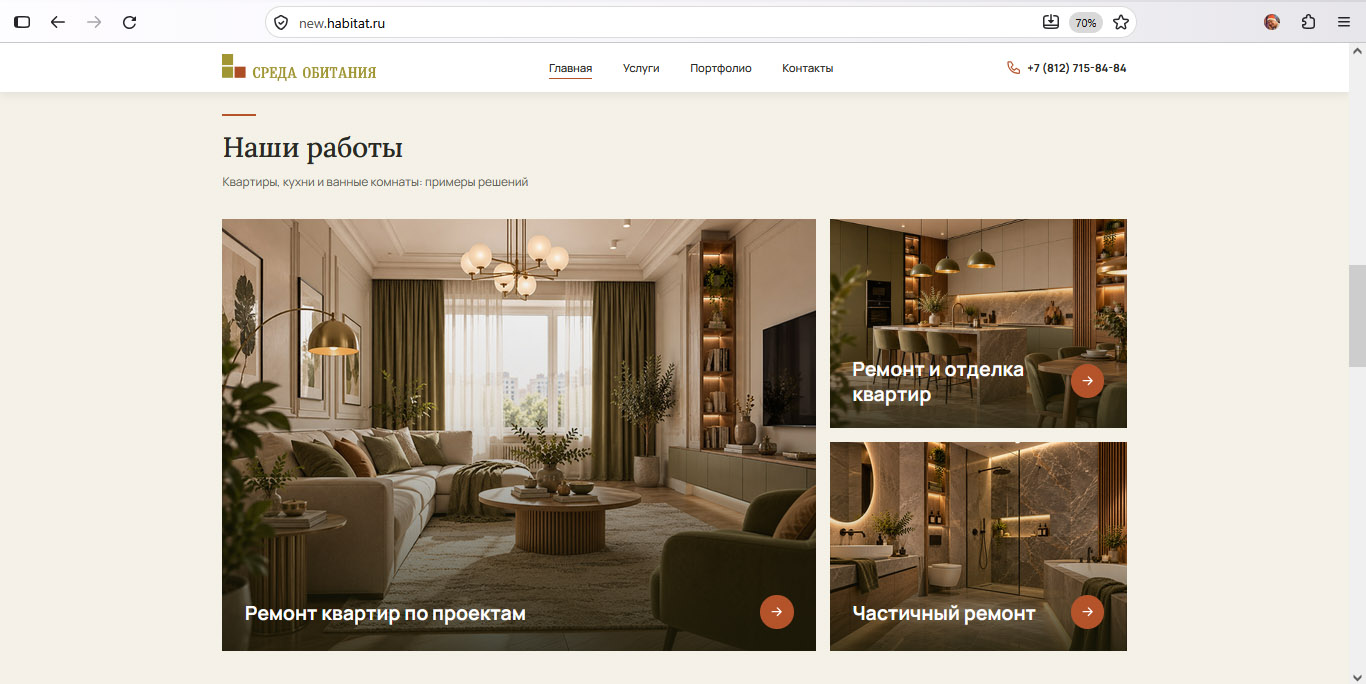 new.habitat.ru
70%
СРЕДА ОБИТАНИЯ
Главная
Услуги
Портфолио
Контакты
+7 (812) 715-84-84
Наши работы
Квартиры, кухни и ванные комнаты: примеры решений
Ремонт и отделка
квартир
Ремонт квартир по проектам
Частичный ремонт